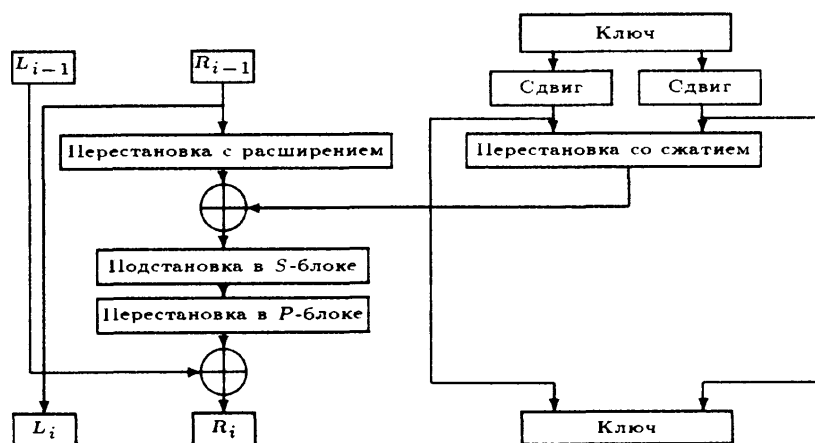 Ключ
L_{i-1} R_{i-1}
Сдвиг Сдвиг
Перестановка с расширением
Перестановка со сжатием
Подстановка в S-блоке
Перестановка в P-блоке
L_i R_i
Ключ